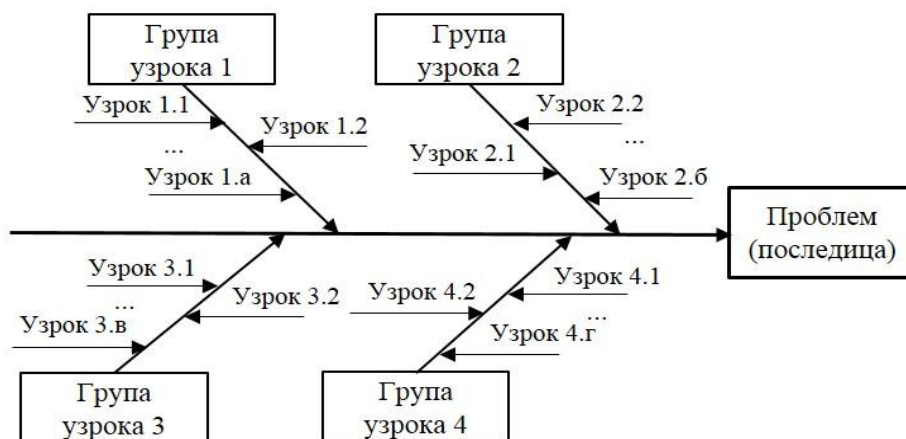 Група
узрока 1
Група
узрока 2
Узрок 1.1
Узрок 2.2
Узрок 1.2
...
...
Узрок 2.1
Узрок 1.а
Узрок 2.б
Проблем
(последица)
Узрок 3.1
Узрок 4.1
Узрок 3.2
Узрок 4.2
...
...
Узрок 3.в
Узрок 4.г
Група
узрока 3
Група
узрока 4